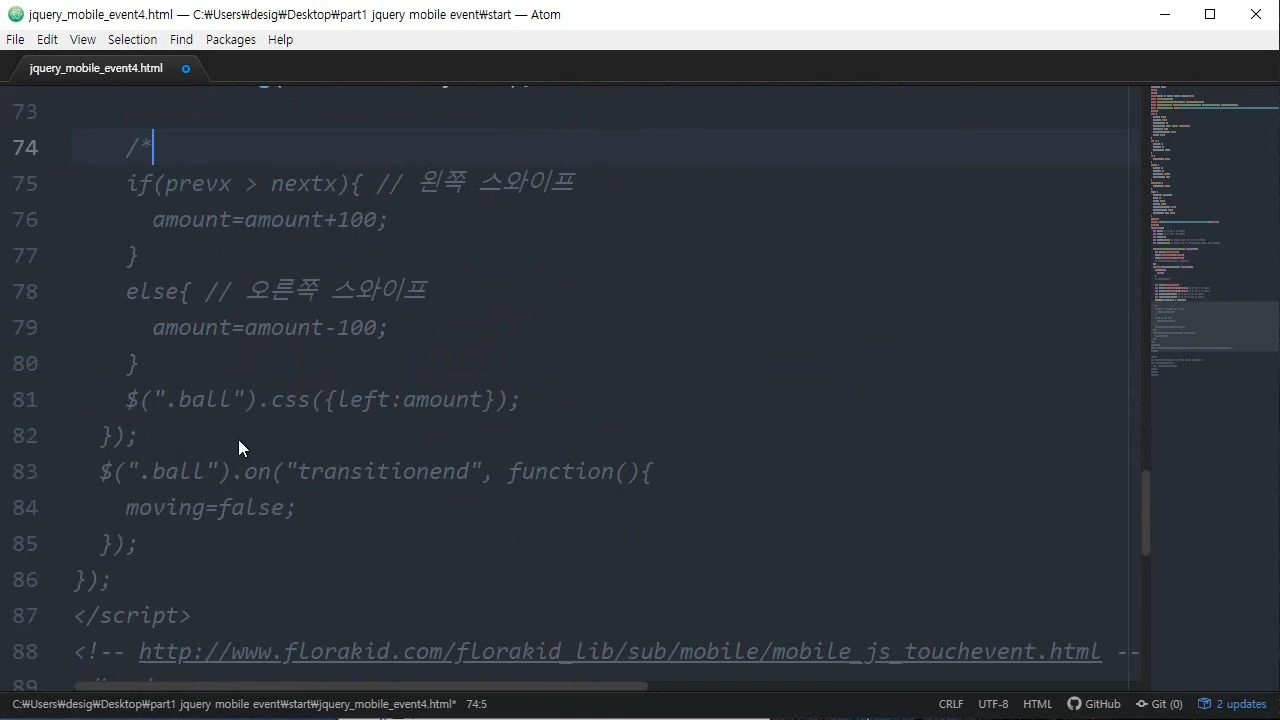 jquery_mobile_event4.html — C:\Users\desig\Desktop\part1 jquery mobile event\start — Atom
File Edit View Selection Find Packages Help
jquery_mobile_event4.html
73
74 /*
75 if(prevx > nextx){ // 왼쪽 스와이프
76 amount=amount+100;
77 }
78 else{ // 오른쪽 스와이프
79 amount=amount-100;
80 }
81 $(".ball").css({left:amount});
82 });
83 $(".ball").on("transitionend", function(){
84 moving=false;
85 });
86 });
87 </script>
88 <!-- http://www.florakid.com/florakid_lib/sub/mobile/mobile_js_touchevent.html --
89
C:\Users\desig\Desktop\part1 jquery mobile event\start\jquery_mobile_event4.html* 74:5 CRLF UTF-8 HTML GitHub Git (0) 2 updates